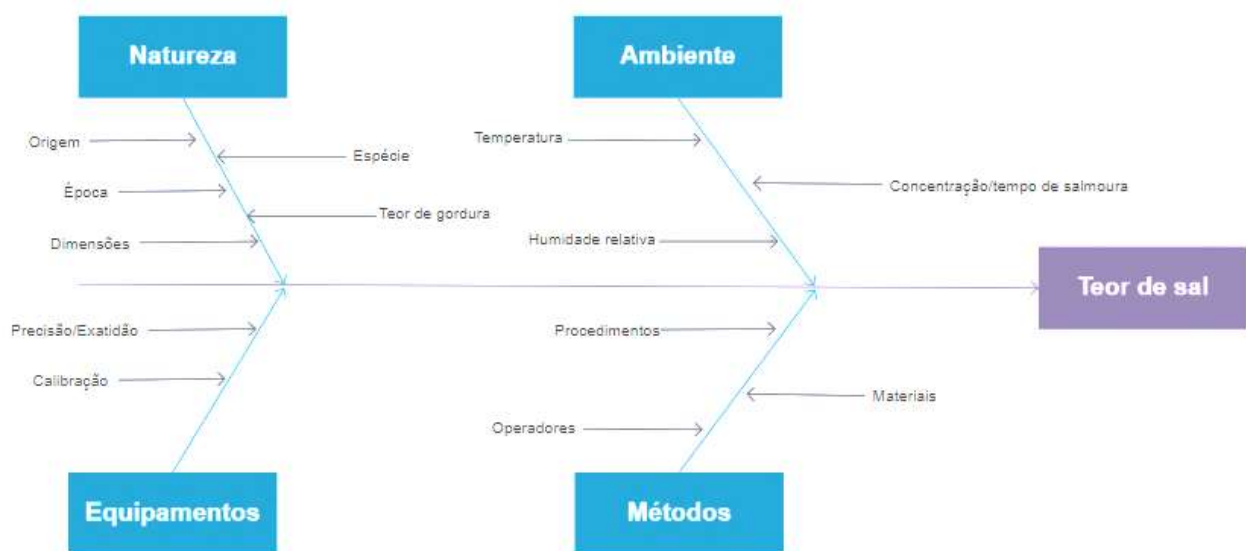 Natureza
Ambiente
Origem
Espécie
Época
Teor de gordura
Dimensões
Temperatura
Concentração/tempo de salmoura
Humidade relativa
Teor de sal
Precisão/Exatidão
Calibração
Procedimentos
Materiais
Operadores
Equipamentos
Métodos